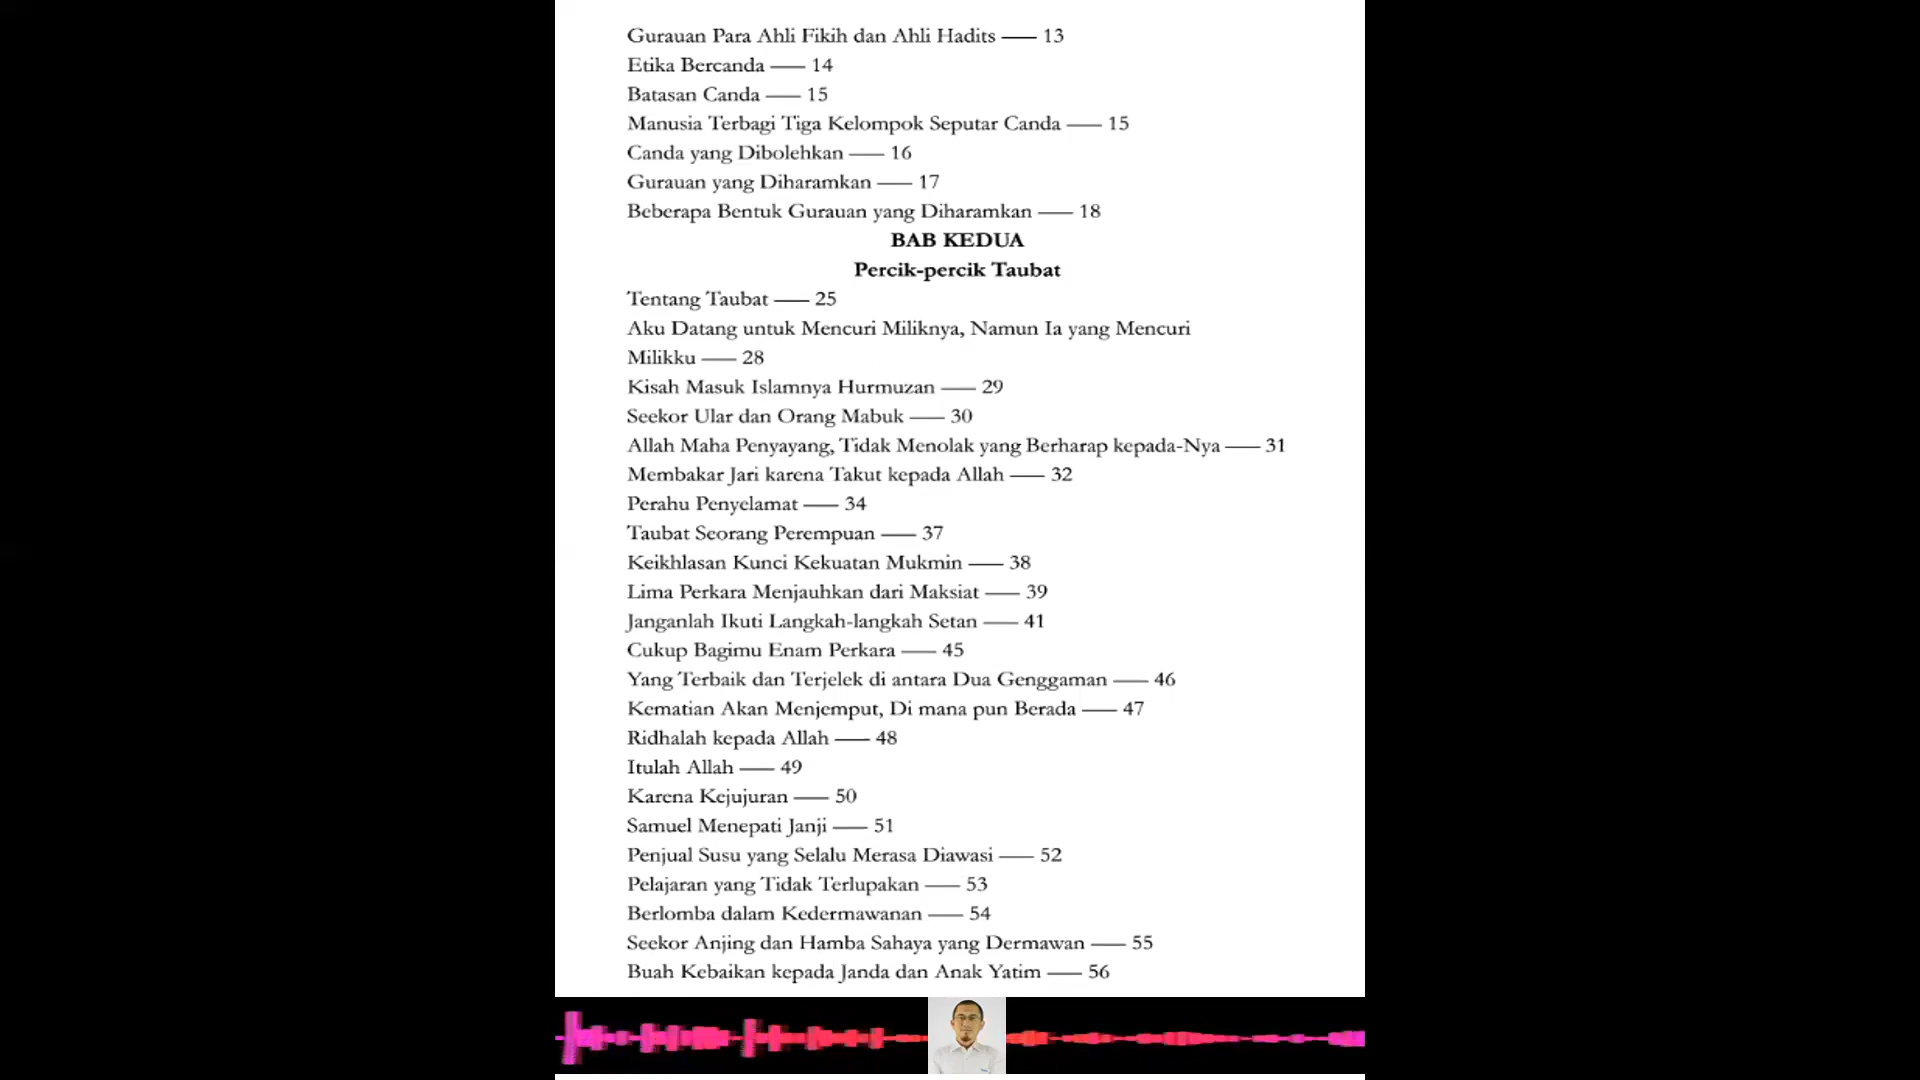 Gurauan Para Ahli Fikih dan Ahli Hadits —— 13
Etika Bercanda —— 14
Batasan Canda —— 15
Manusia Terbagi Tiga Kelompok Seputar Canda —— 15
Canda yang Dibolehkan —— 16
Gurauan yang Diharamkan —— 17
Beberapa Bentuk Gurauan yang Diharamkan —— 18
BAB KEDUA
Percik-percik Taubat
Tentang Taubat —— 25
Aku Datang untuk Mencuri Miliknya, Namun Ia yang Mencuri
Milikku —— 28
Kisah Masuk Islamnya Hurmuzan —— 29
Seekor Ular dan Orang Mabuk —— 30
Allah Maha Penyayang, Tidak Menolak yang Berharap kepada-Nya —— 31
Membakar Jari karena Takut kepada Allah —— 32
Perahu Penyelamat —— 34
Taubat Seorang Perempuan —— 37
Keikhlasan Kunci Kekuatan Mukmin —— 38
Lima Perkara Menjauhkan dari Maksiat —— 39
Janganlah Ikuti Langkah-langkah Setan —— 41
Cukup Bagimu Enam Perkara —— 45
Yang Terbaik dan Terjelek di antara Dua Genggaman —— 46
Kematian Akan Menjemput, Di mana pun Berada —— 47
Ridhalah kepada Allah —— 48
Itulah Allah —— 49
Karena Kejujuran —— 50
Samuel Menepati Janji —— 51
Penjual Susu yang Selalu Merasa Diawasi —— 52
Pelajaran yang Tidak Terlupakan —— 53
Berlomba dalam Kedermawanan —— 54
Seekor Anjing dan Hamba Sahaya yang Dermawan —— 55
Buah Kebaikan kepada Janda dan Anak Yatim —— 56